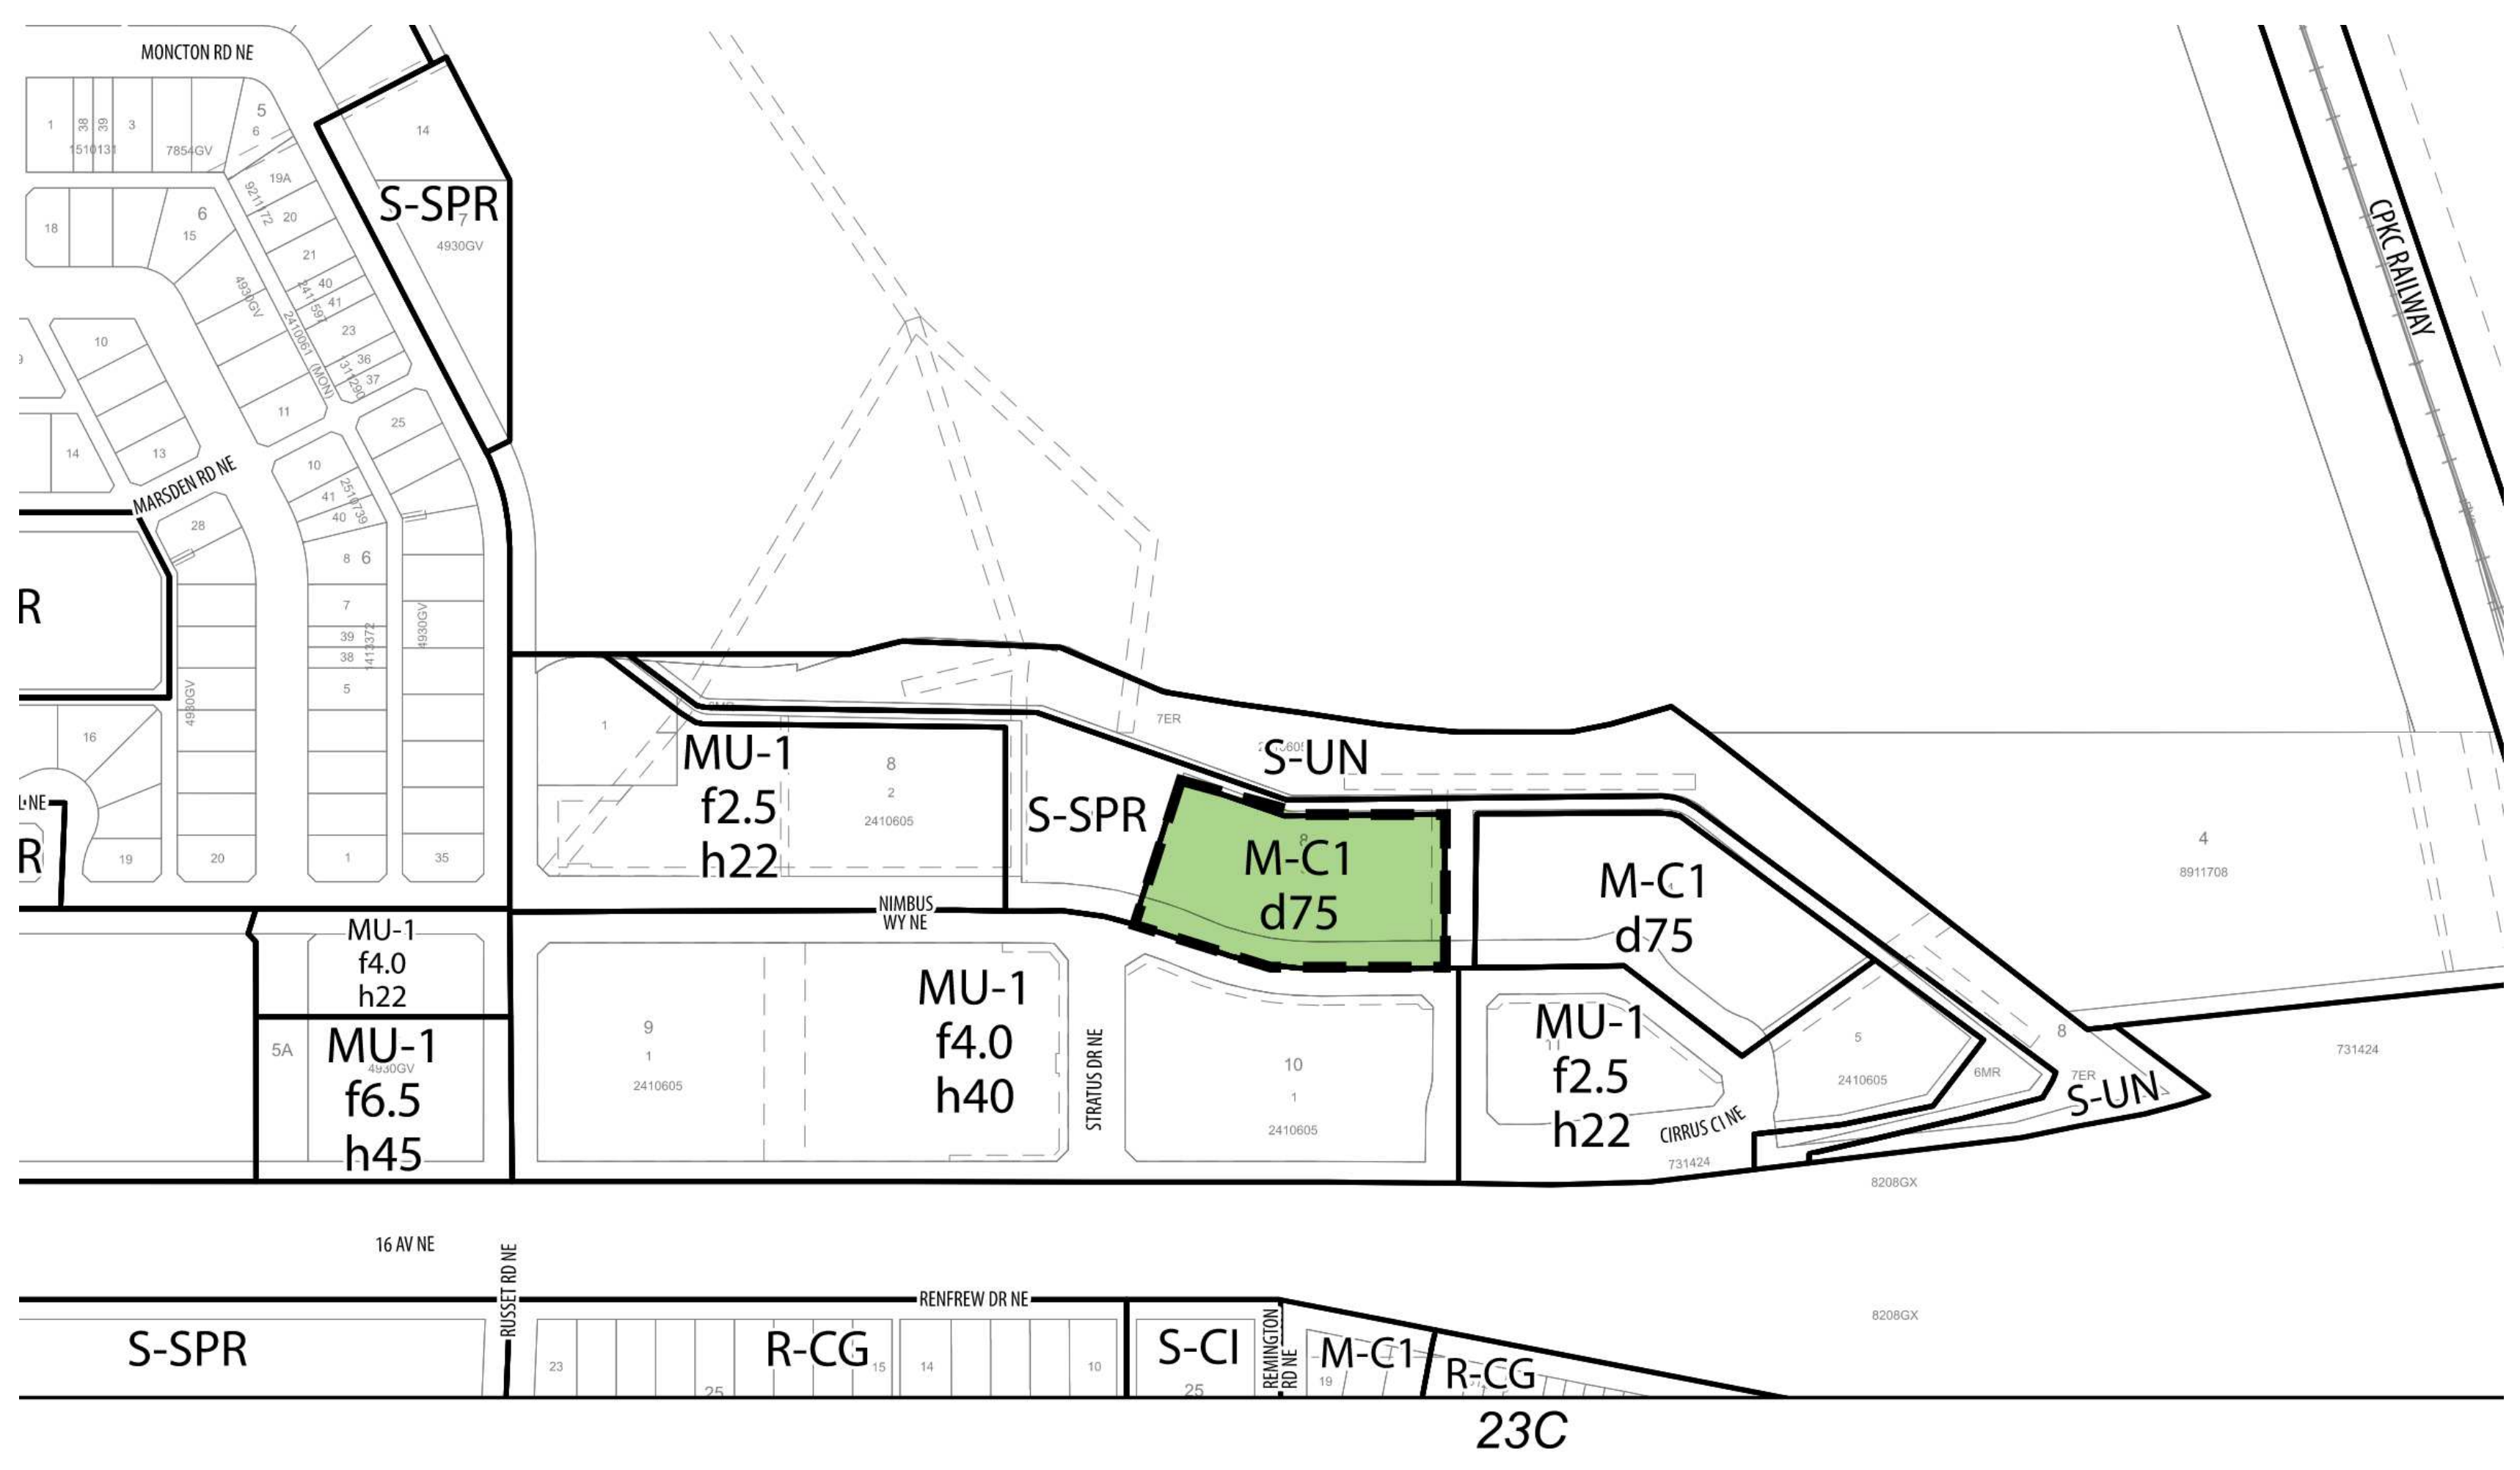 MONCTON RD NE
5
6
1
38
39
3
1510131
7854GV
14
19A
9211172
20
S-SPR
7
4930GV
18
6
15
21
40
41
2411597
4930GV
2410061 (MON)
23
36
37
1311290
10
11
25
14
13
MARSDEN RD NE
10
41
40
2510739
28
8 6
7
39
38
1413372
5
4930GV
4930GV
R
16
19
20
1
35
R
CPKC RAILWAY
7ER
1
MU-1
f2.5
h22
8
2
2410605
S-UN
S-SPR
8
M-C1
d75
M-C1
d75
4
8911708
NIMBUS
WY NE
MU-1
f4.0
h22
5A
MU-1
4930GV
f6.5
h45
9
1
2410605
MU-1
f4.0
h40
STRATUS DR NE
10
1
2410605
MU-1
11
f2.5
h22
CIRRUS CI NE
731424
5
2410605
6MR
8
7ER
S-UN
731424
8208GX
16 AV NE
RUSSET RD NE
RENFREW DR NE
8208GX
S-SPR
23
R-CG
15
14
10
25
S-CI
25
REMINGTON
RD NE
M-C1
19
R-CG
23C